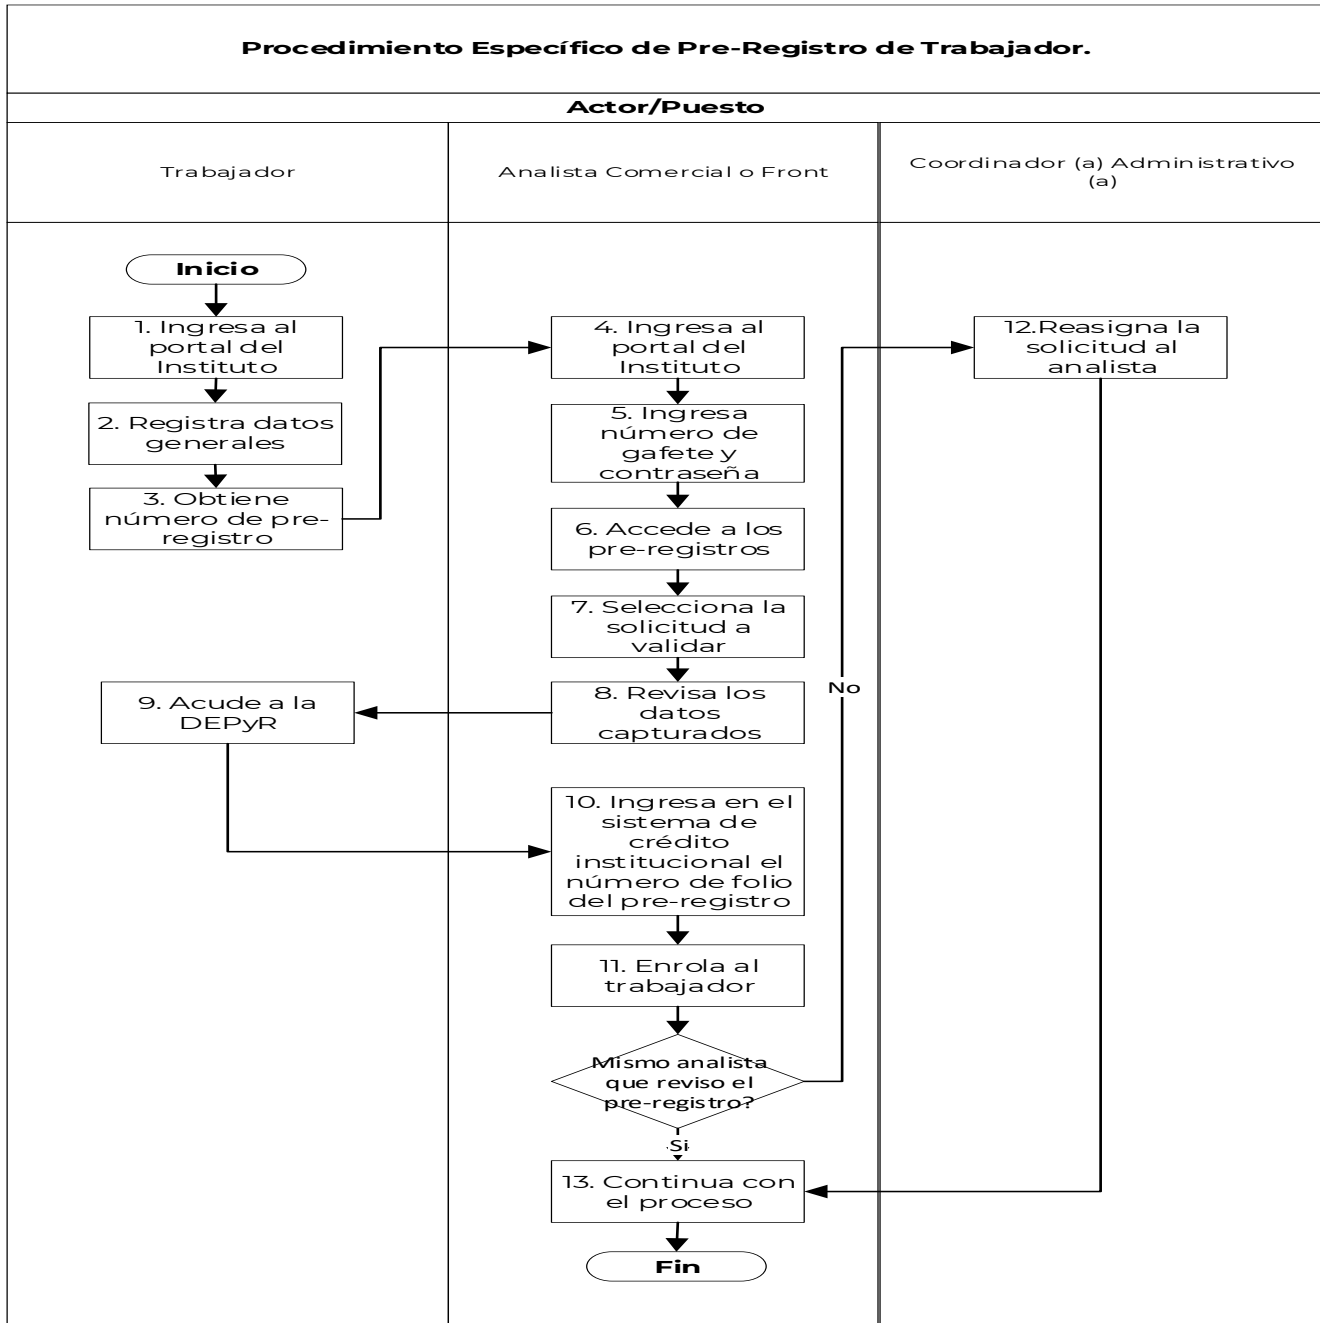 Procedimiento Específico de Pre-Registro de Trabajador.
Actor/Puesto
Trabajador
Analista Comercial o Front
Coordinador (a) Administrativo
(a)
Inicio
1. Ingresa al
portal del
Instituto
2. Registra datos
generales
3. Obtiene
número de pre-
registro
4. Ingresa al
portal del
Instituto
5. Ingresa
número de
gafete y
contraseña
6. Accede a los
pre-registros
7. Selecciona la
solicitud a
validar
8. Revisa los
datos
capturados
9. Acude a la
DEPyR
10. Ingresa en el
sistema de
crédito
institucional el
número de folio
del pre-registro
11. Enrola al
trabajador
Mismo analista
que reviso el
pre-registro?
No
Si
12.Reasigna la
solicitud al
analista
13. Continua con
el proceso
Fin